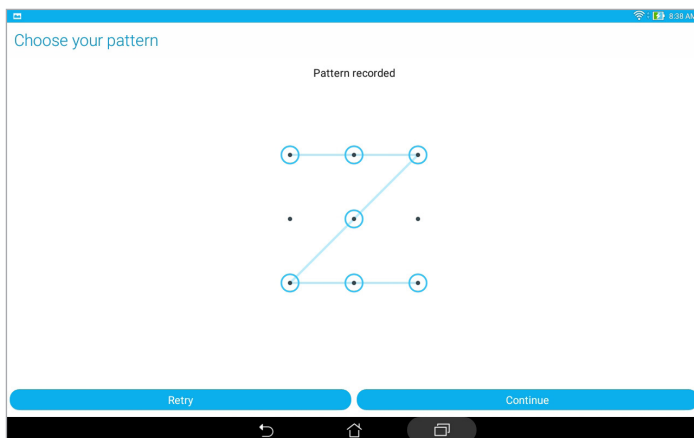 8:38 AM
Choose your pattern
Pattern recorded
Retry
Continue